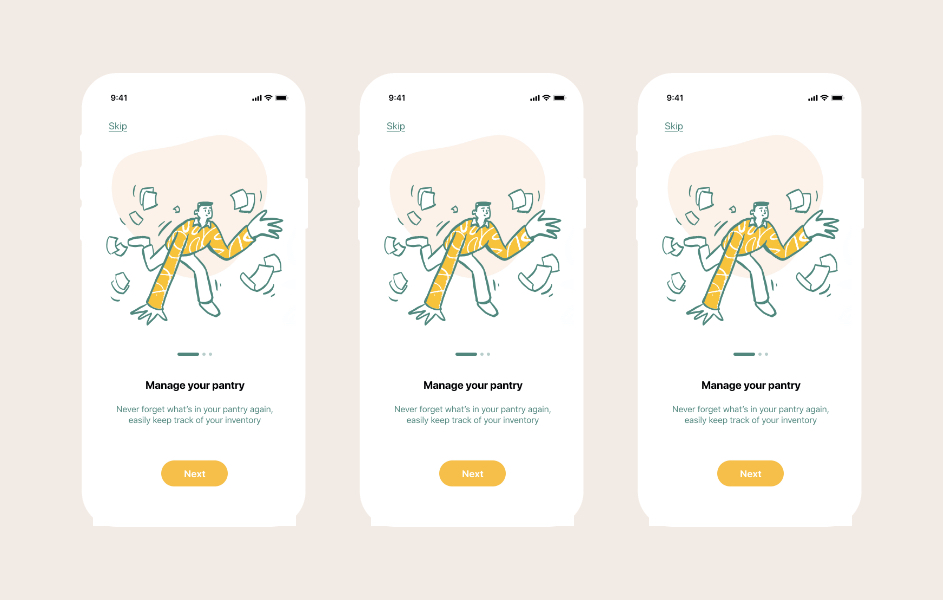 9:41
Skip
Manage your pantry
Never forget what's in your pantry again,
easily keep track of your inventory
Next
9:41
Skip
Manage your pantry
Never forget what's in your pantry again,
easily keep track of your inventory
Next
9:41
Skip
Manage your pantry
Never forget what's in your pantry again,
easily keep track of your inventory
Next